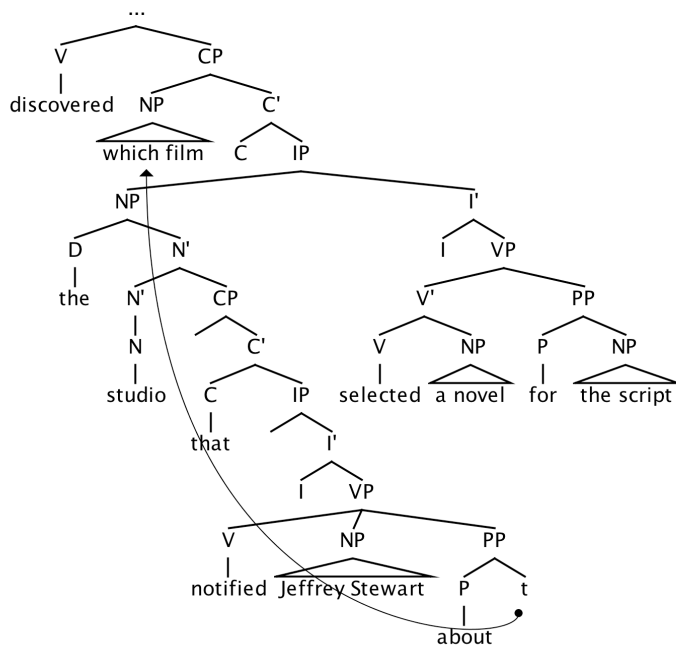 ...
V CP
discovered NP C'
which film C IP
NP I'
D N' I VP
the N' CP V' PP
N C' V NP P NP
studio C IP selected a novel for the script
that I'
I VP
V NP PP
notified Jeffrey Stewart P t
about